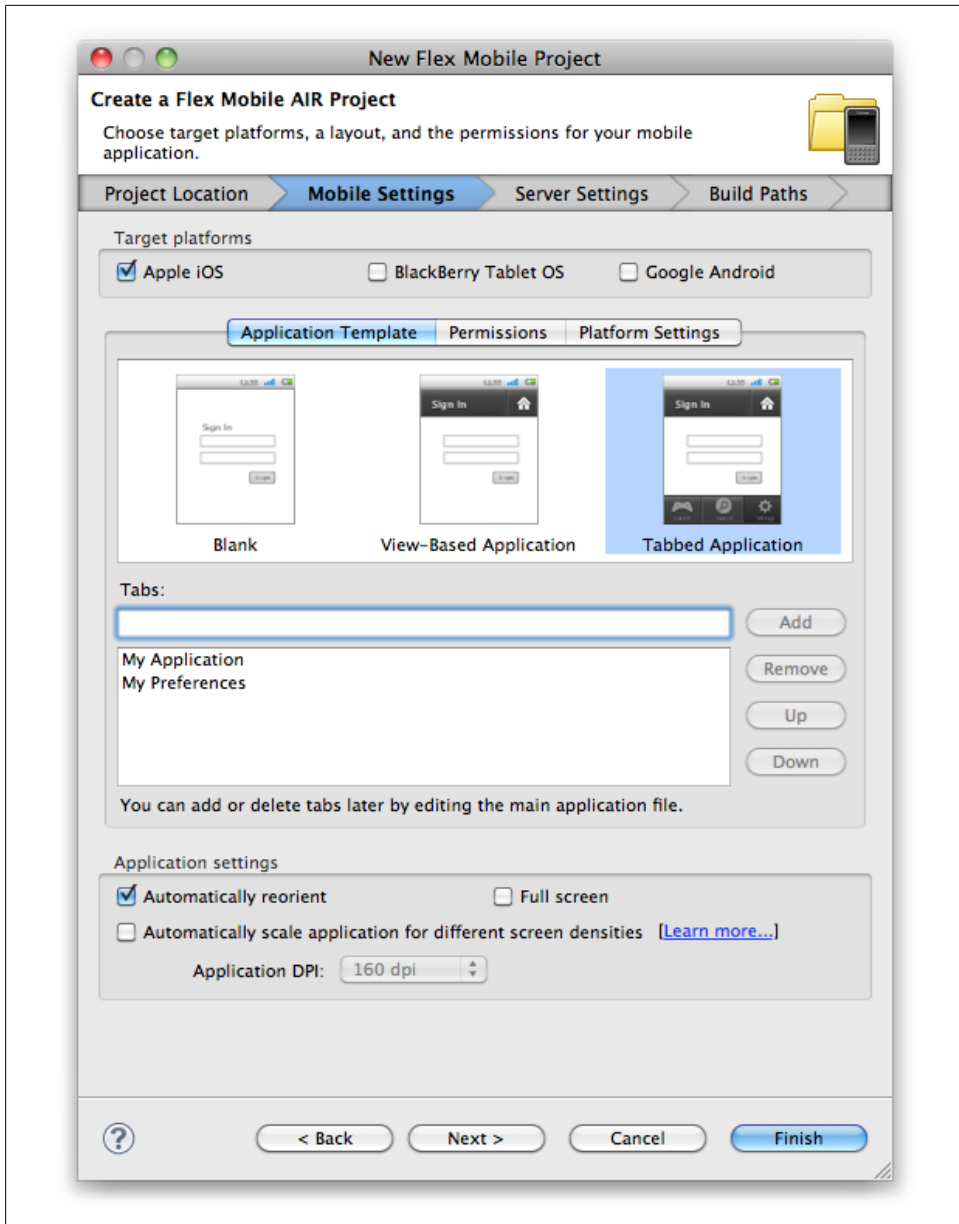 New Flex Mobile Project
Create a Flex Mobile AIR Project
Choose target platforms, a layout, and the permissions for your mobile
application.
Project Location
Mobile Settings
Server Settings
Build Paths
Target platforms
Apple iOS
BlackBerry Tablet OS
Google Android
Application Template
Permissions
Platform Settings
Sign In
Sign In
Sign In
Blank
View-Based Application
Tabbed Application
Tabs:
Add
My Application
My Preferences
Remove
Up
Down
You can add or delete tabs later by editing the main application file.
Application settings
Automatically reorient
Full screen
Automatically scale application for different screen densities [Learn more...]
Application DPI: 160 dpi
?
< Back
Next >
Cancel
Finish